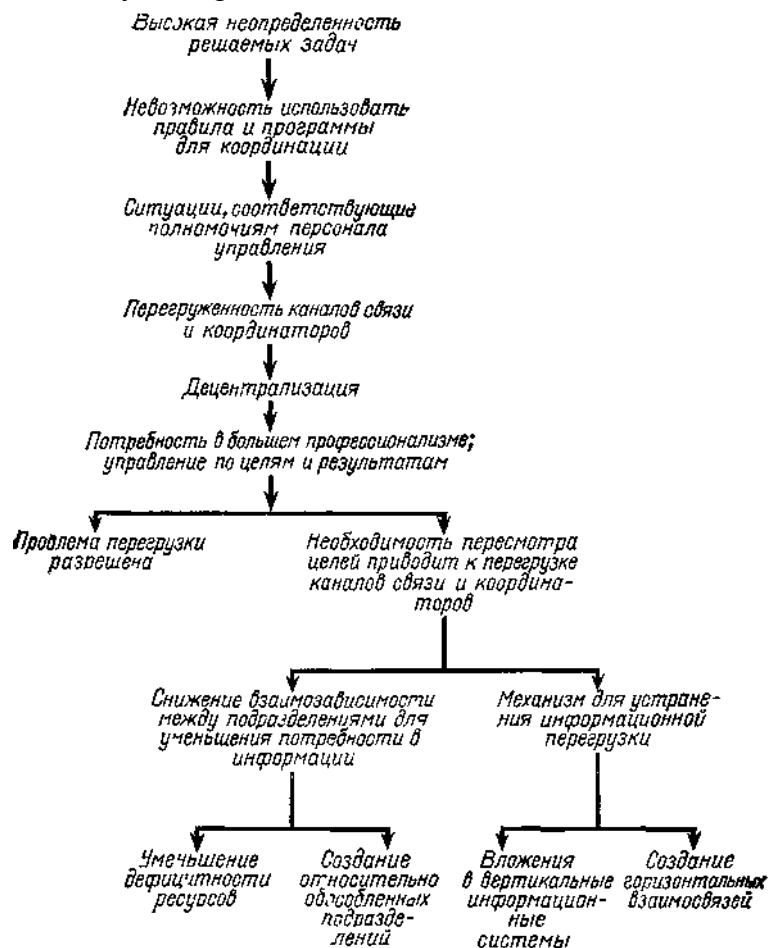 Высокая неопределенность
решаемых задач
Невозможность использовать
правила и программы
для координации
Ситуации, соответствующие
полномочиям персонала
управления
Перегруженность каналов связи
и координаторов
Децентрализация
Потребность в большем профессионализме;
управление по целям и результатам
Проблема перегрузки
разрешена
Необходимость пересмотра
целей приводит к перегрузке
каналов связи и координа-
торов
Снижение взаимозависимости
между подразделениями для
уменьшения потребности в
информации
Механизм для устране-
ния информационной
перегрузки
Уменьшение
дефицитности
ресурсов
Создание
относительно
обособленных
подразде-
лений
Вложения
в вертикальные
информацион-
ные
системы
Создание
горизонтальных
взаимосвязей